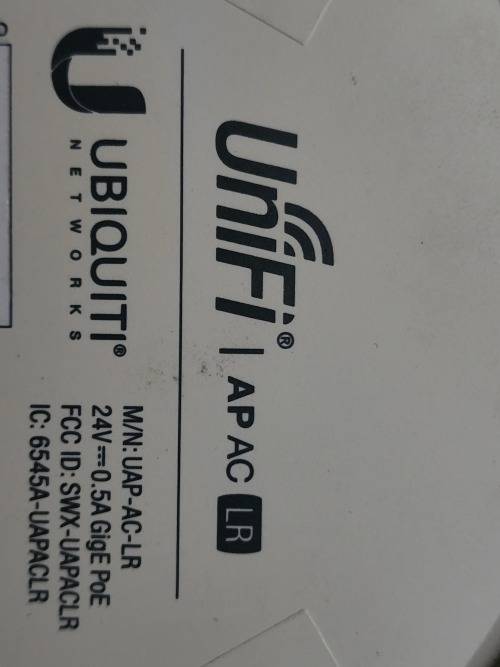 UniFi® | AP AC LR
UBIQUITI®
NETWORKS
M/N: UAP-AC-LR
24V⎓0.5A GigE PoE
FCC ID: SWX-UAPACLR
IC: 6545A-UAPACLR